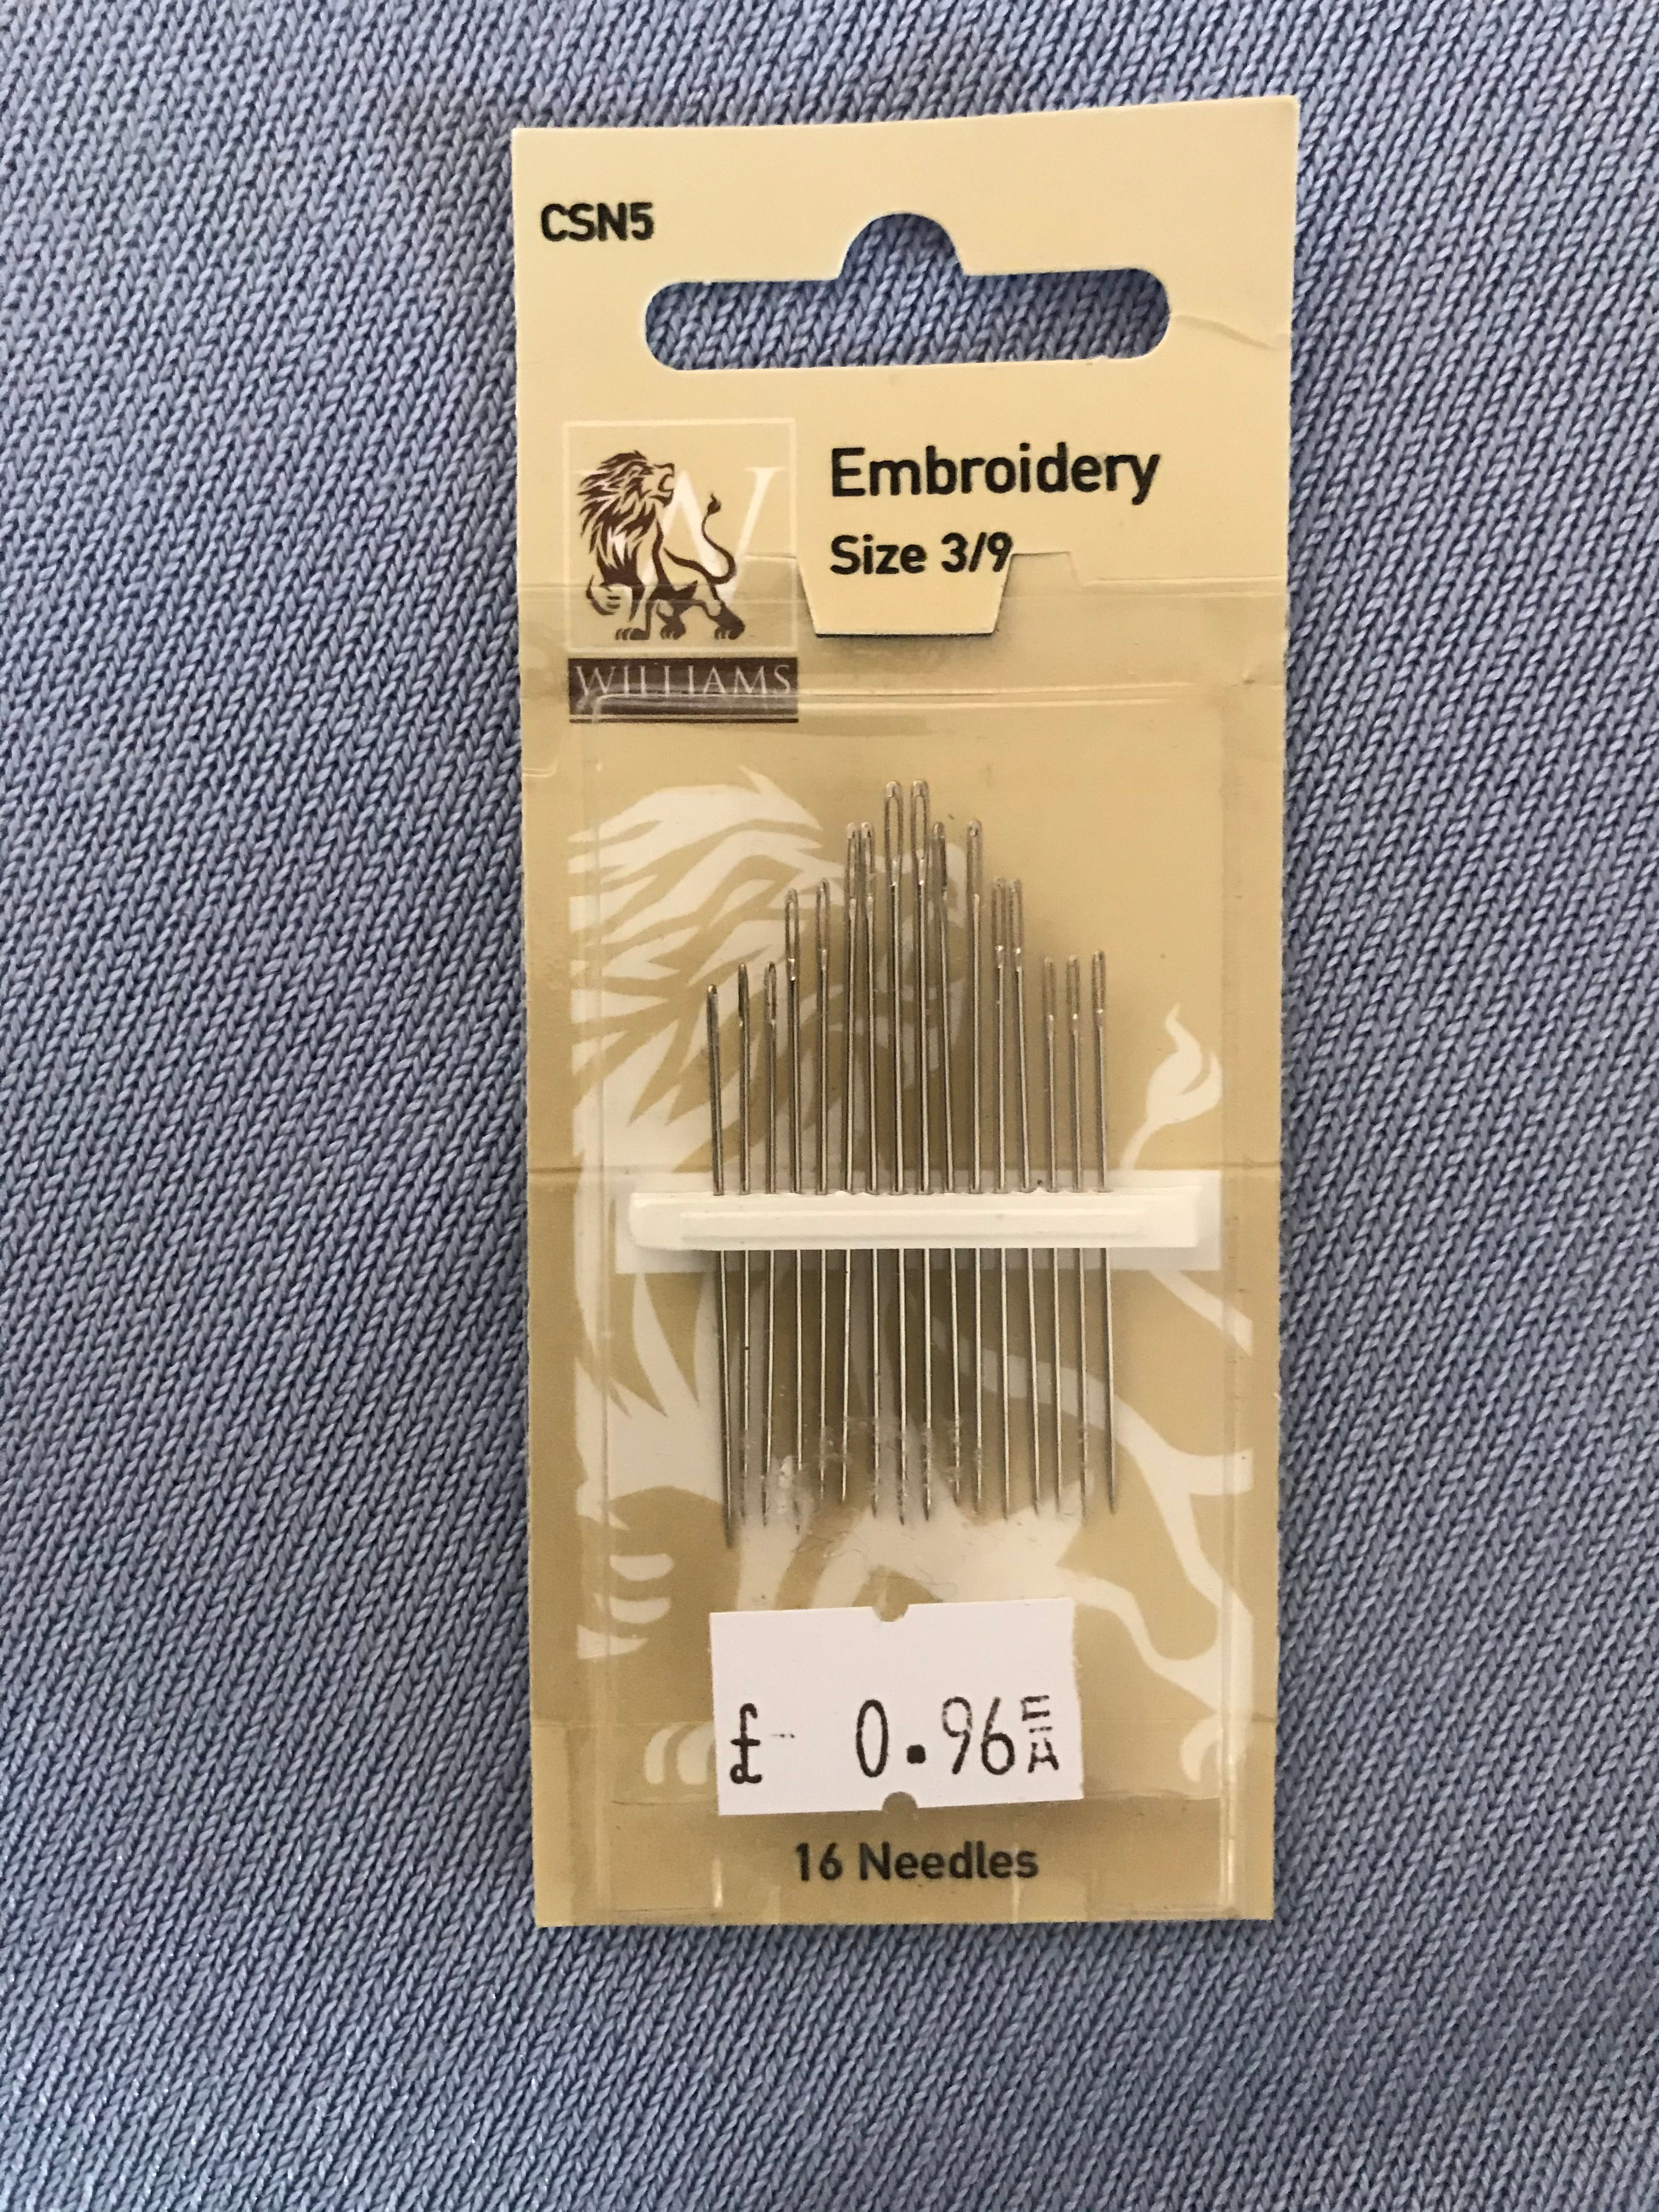 CSN5
W
Embroidery
Size 3/9
WILLIAMS
£ 0.96 EA
16 Needles